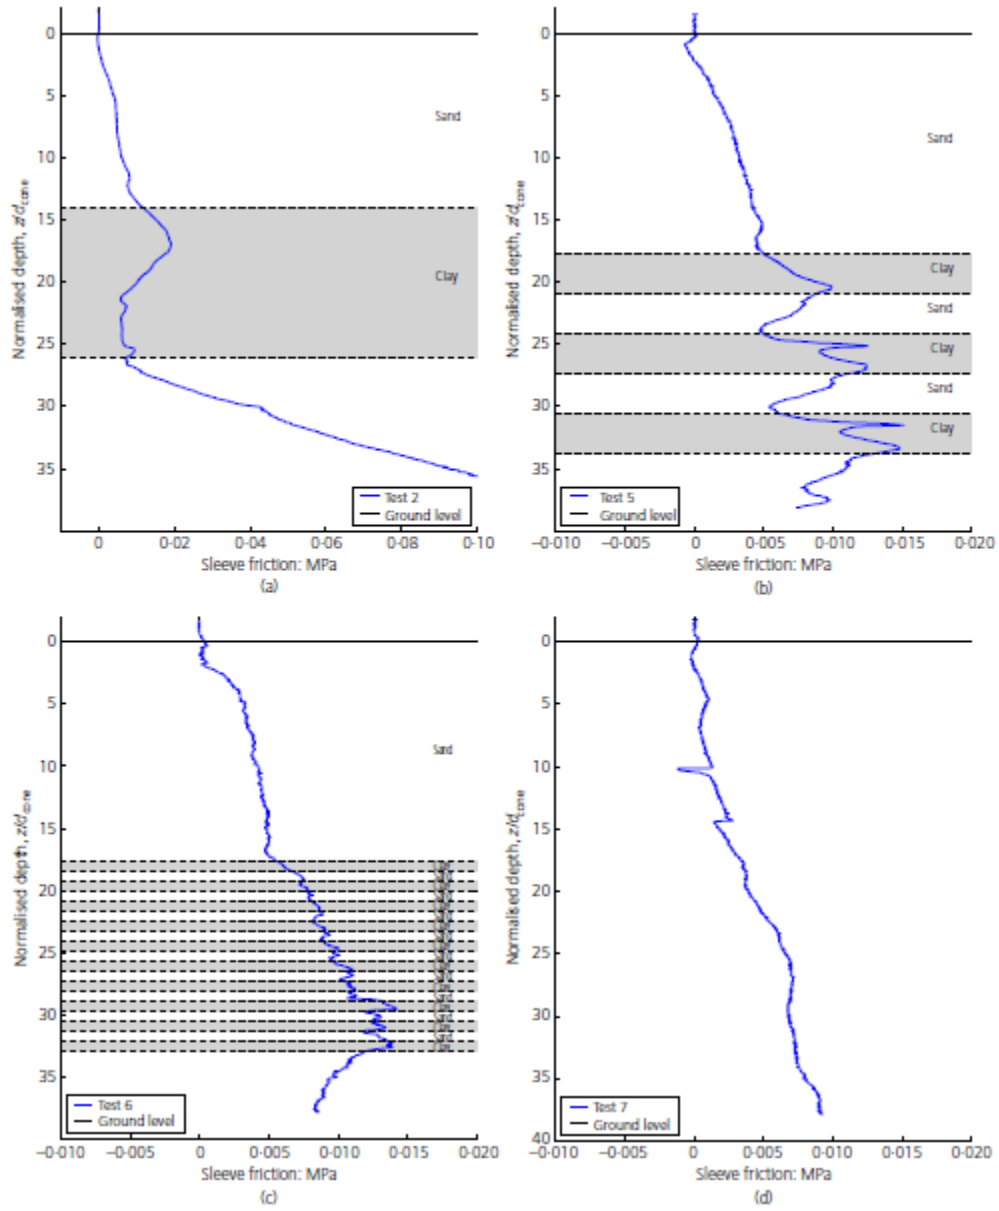 0
5
10
15
20
25
30
35
Normalised depth, z/d_cone
Sand
Clay
Test 2
Ground level
0
0·02
0·04
0·06
0·08
0·10
Sleeve friction: MPa
(a)
0
5
10
15
20
25
30
35
Normalised depth, z/d_cone
Sand
Clay
Sand
Clay
Sand
Clay
Test 5
Ground level
−0·010
−0·005
0
0·005
0·010
0·015
0·020
Sleeve friction: MPa
(b)
0
5
10
15
20
25
30
35
Normalised depth, z/d_cone
Sand
Test 6
Ground level
−0·010
−0·005
0
0·005
0·010
0·015
0·020
Sleeve friction: MPa
(c)
0
5
10
15
20
25
30
35
40
Normalised depth, z/d_cone
Test 7
Ground level
−0·010
−0·005
0
0·005
0·010
0·015
0·020
Sleeve friction: MPa
(d)